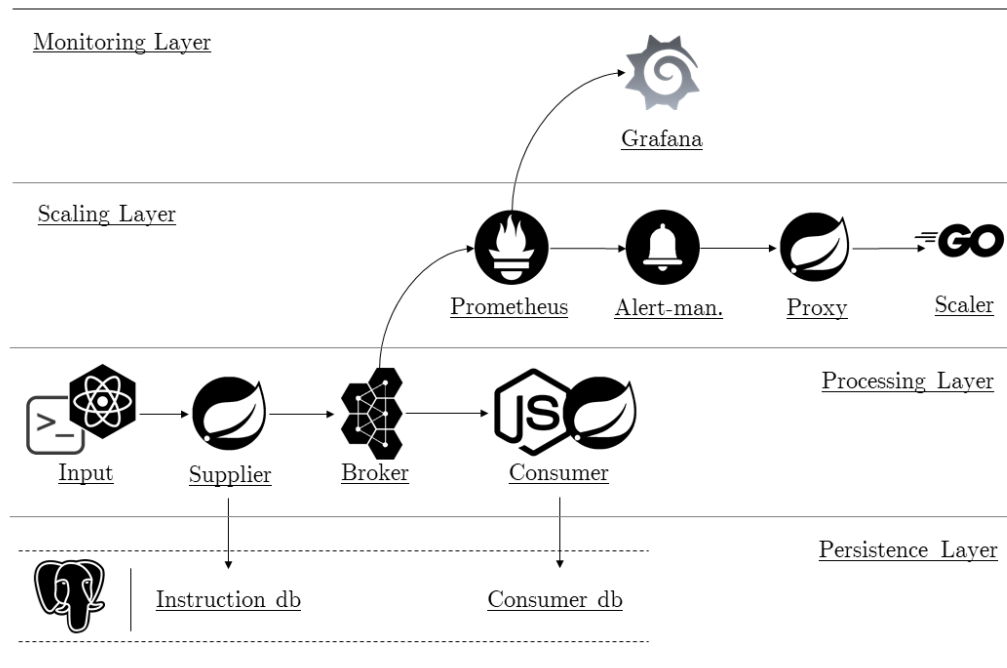 Monitoring Layer
Grafana
Scaling Layer
GO
Prometheus
Alert-man.
Proxy
Scaler
Processing Layer
>_
JS
Input
Supplier
Broker
Consumer
Persistence Layer
Instruction db
Consumer db